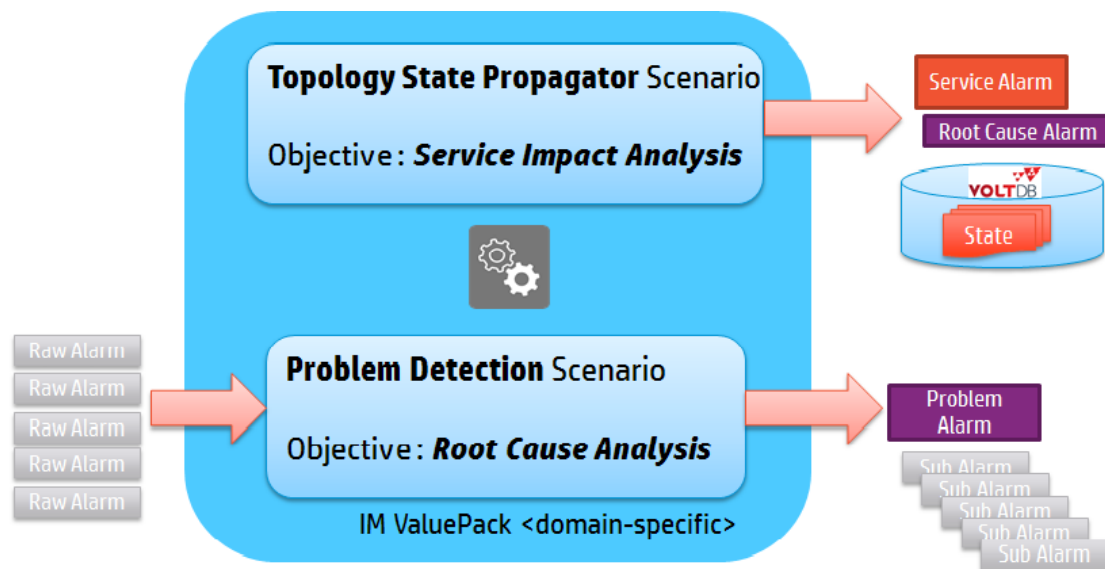 Topology State Propagator Scenario
Objective : Service Impact Analysis
Service Alarm
Root Cause Alarm
VOLTDB
State
Raw Alarm
Raw Alarm
Raw Alarm
Raw Alarm
Raw Alarm
Problem Detection Scenario
Objective : Root Cause Analysis
IM ValuePack <domain-specific>
Problem
Alarm
Sub Alarm
Sub Alarm
Sub Alarm
Sub Alarm
Sub Alarm